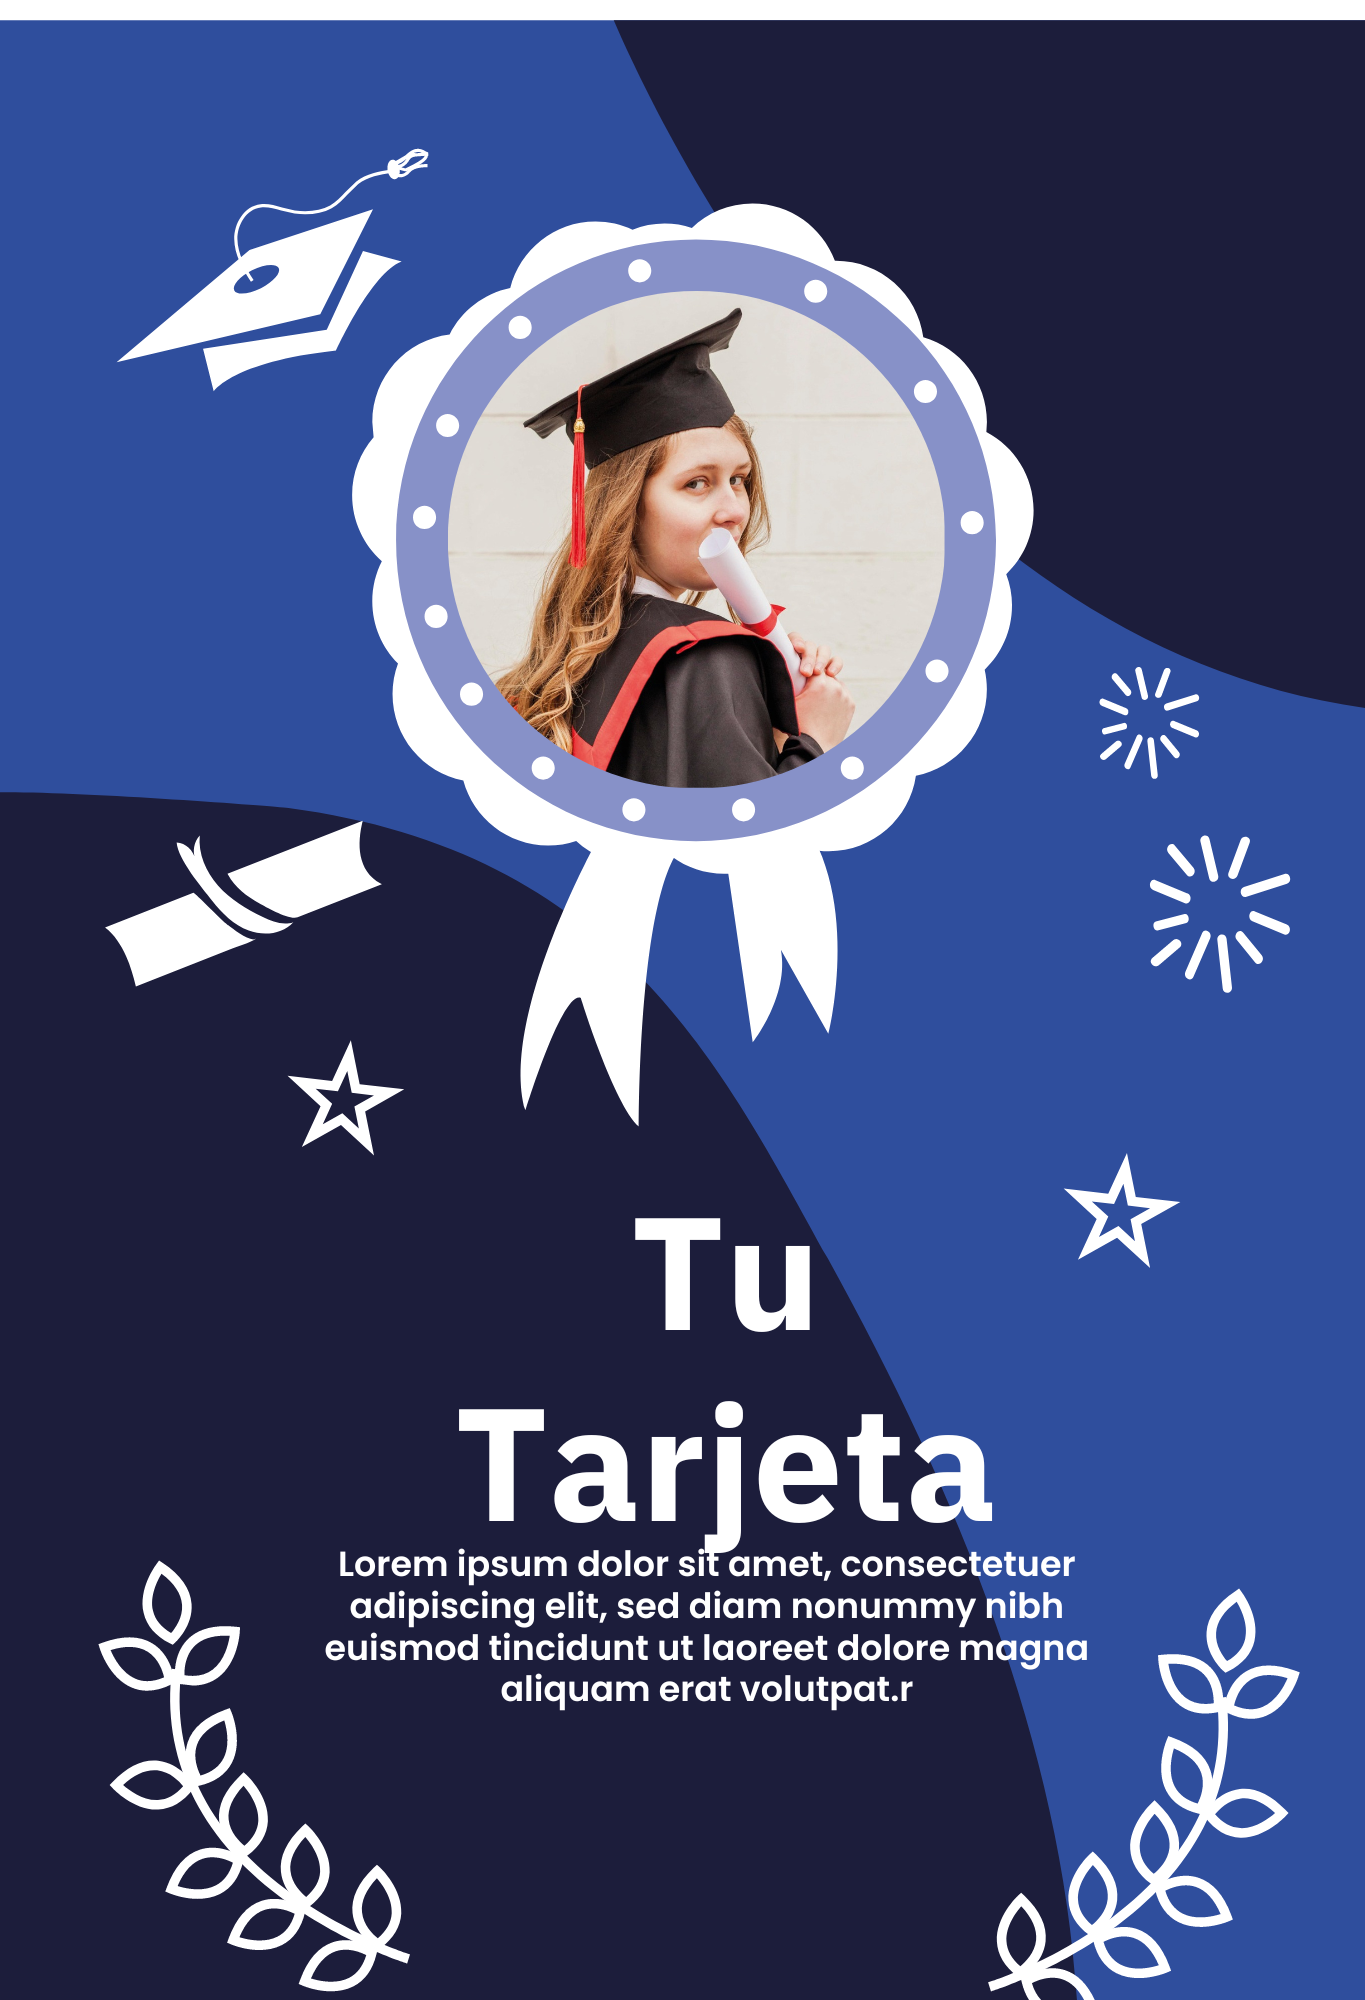 Tu
Tarjeta
Lorem ipsum dolor sit amet, consectetuer
adipiscing elit, sed diam nonummy nibh
euismod tincidunt ut laoreet dolore magna
aliquam erat volutpat.r